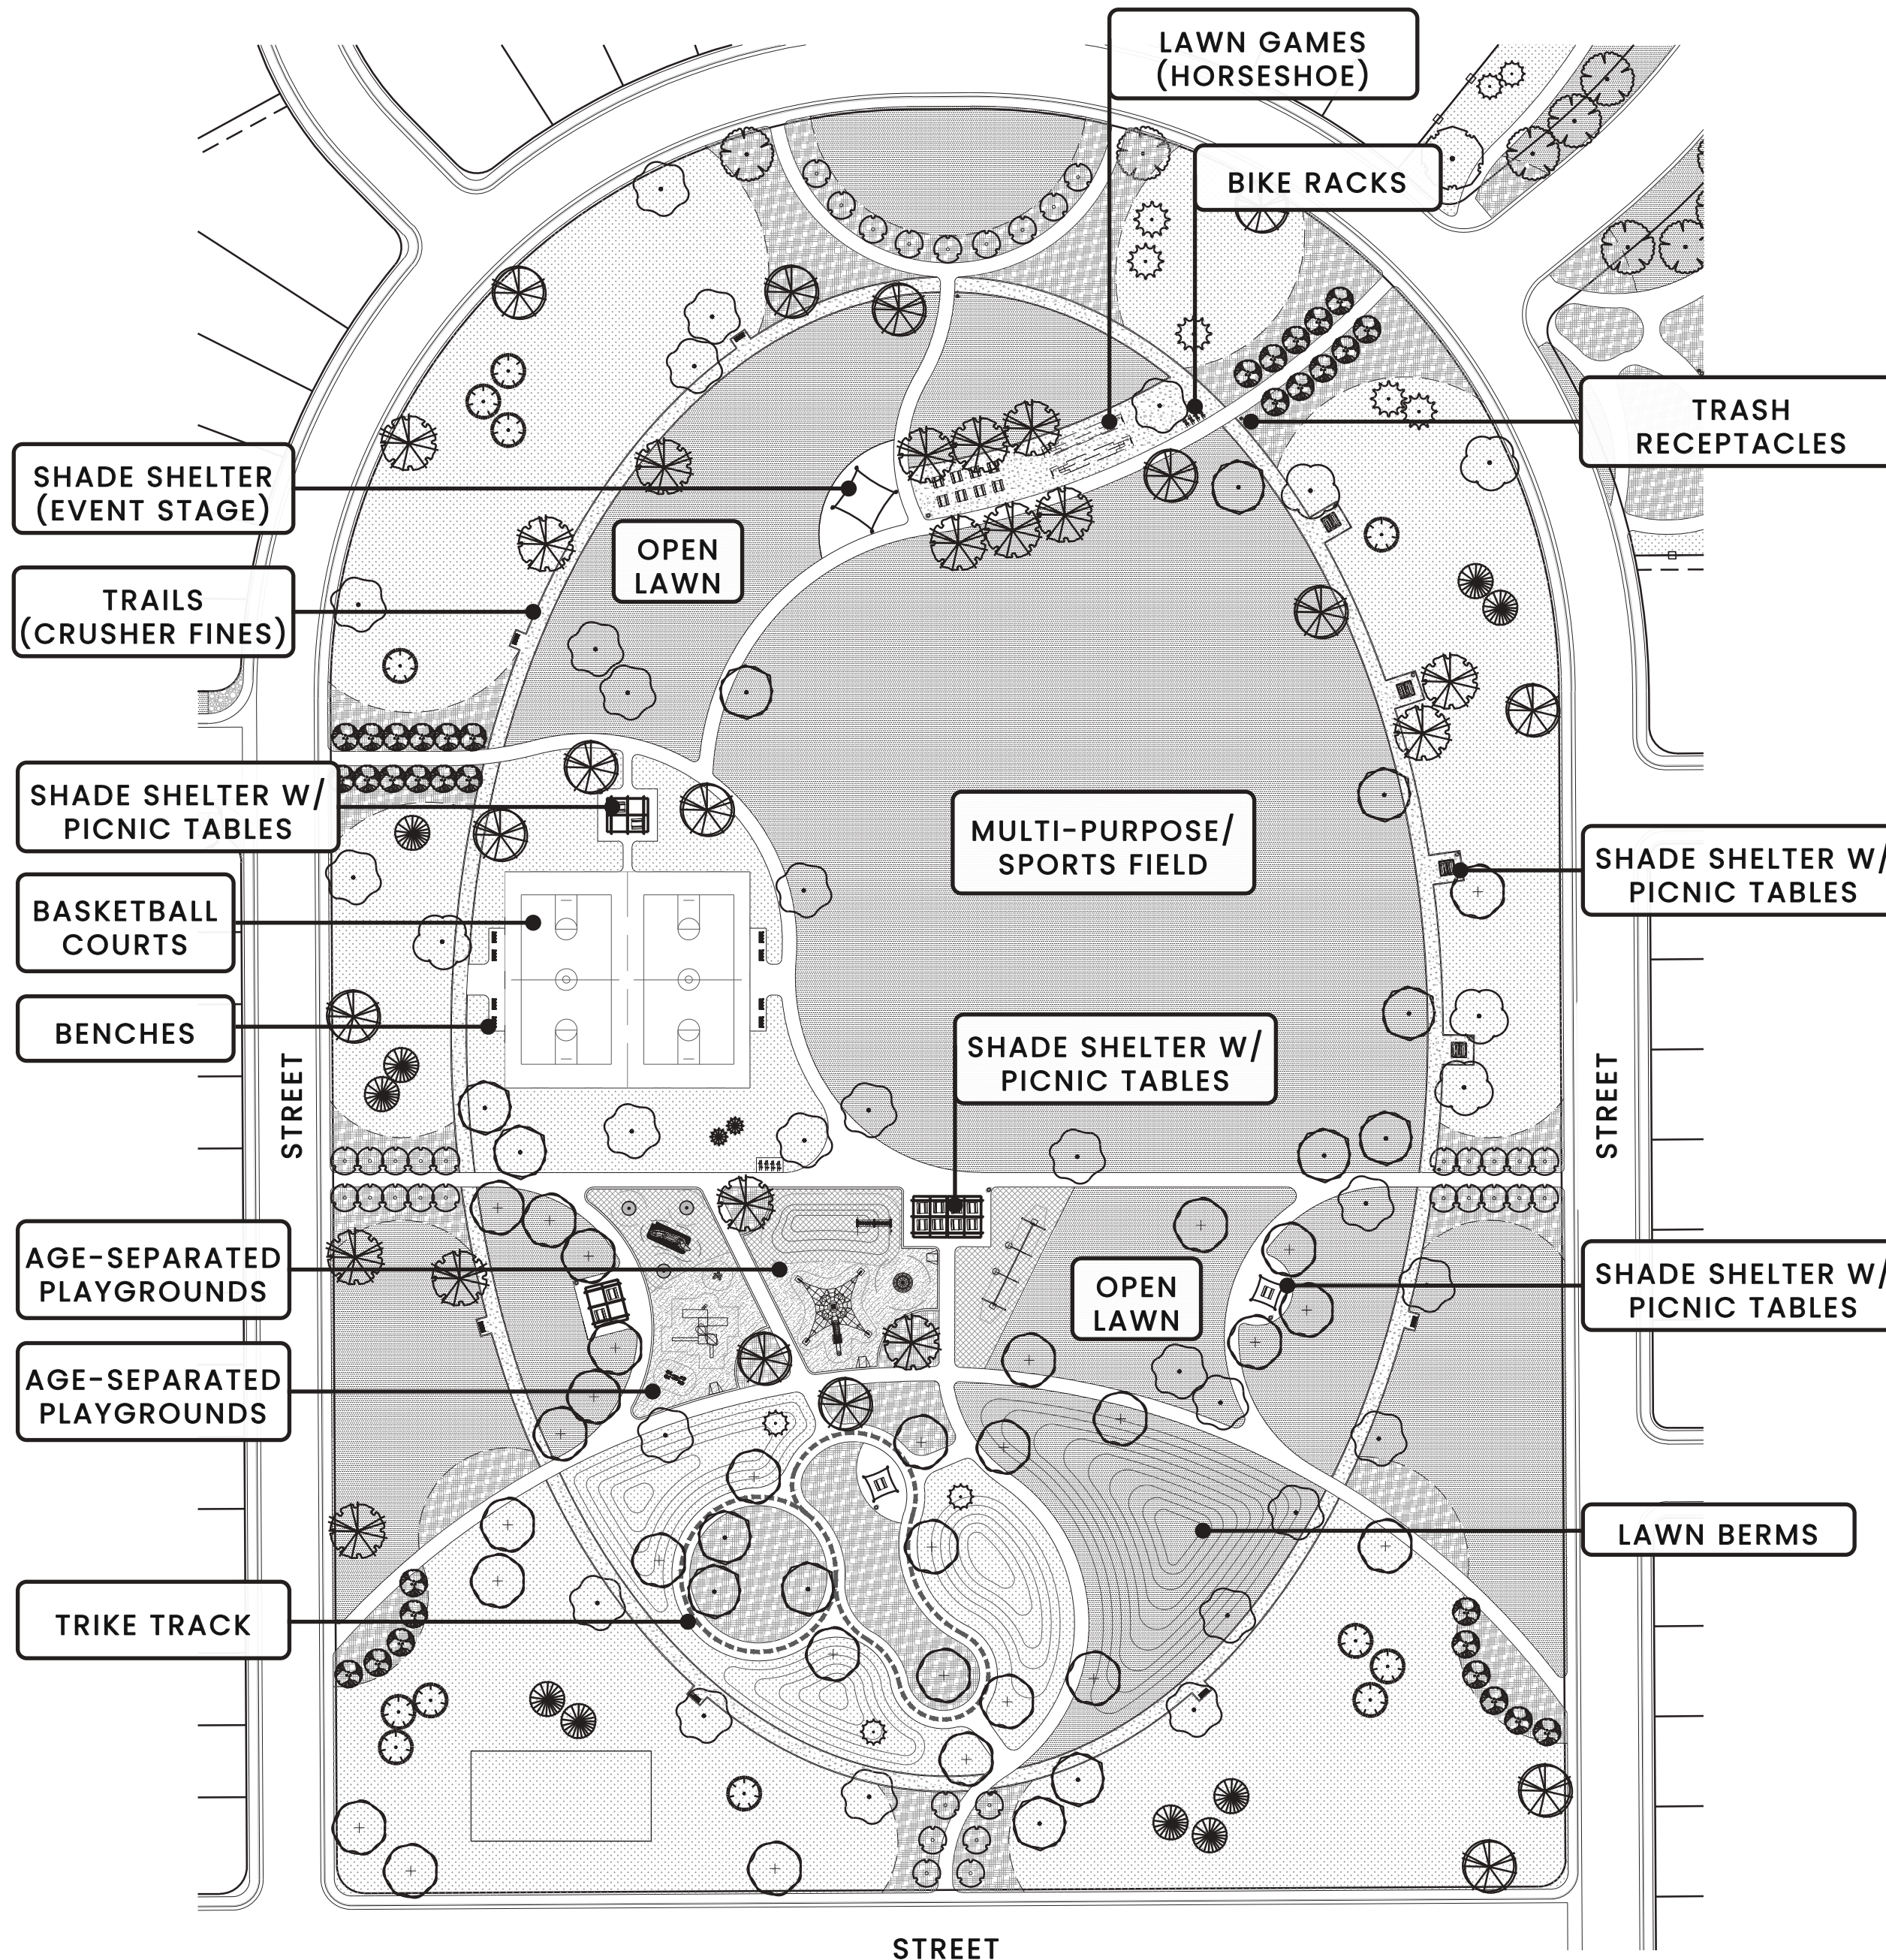 LAWN GAMES
(HORSESHOE)
BIKE RACKS
TRASH
RECEPTACLES
SHADE SHELTER
(EVENT STAGE)
OPEN
LAWN
TRAILS
(CRUSHER FINES)
SHADE SHELTER W/
PICNIC TABLES
MULTI-PURPOSE/
SPORTS FIELD
SHADE SHELTER W/
PICNIC TABLES
BASKETBALL
COURTS
BENCHES
SHADE SHELTER W/
PICNIC TABLES
STREET
STREET
AGE-SEPARATED
PLAYGROUNDS
OPEN
LAWN
SHADE SHELTER W/
PICNIC TABLES
AGE-SEPARATED
PLAYGROUNDS
LAWN BERMS
TRIKE TRACK
STREET